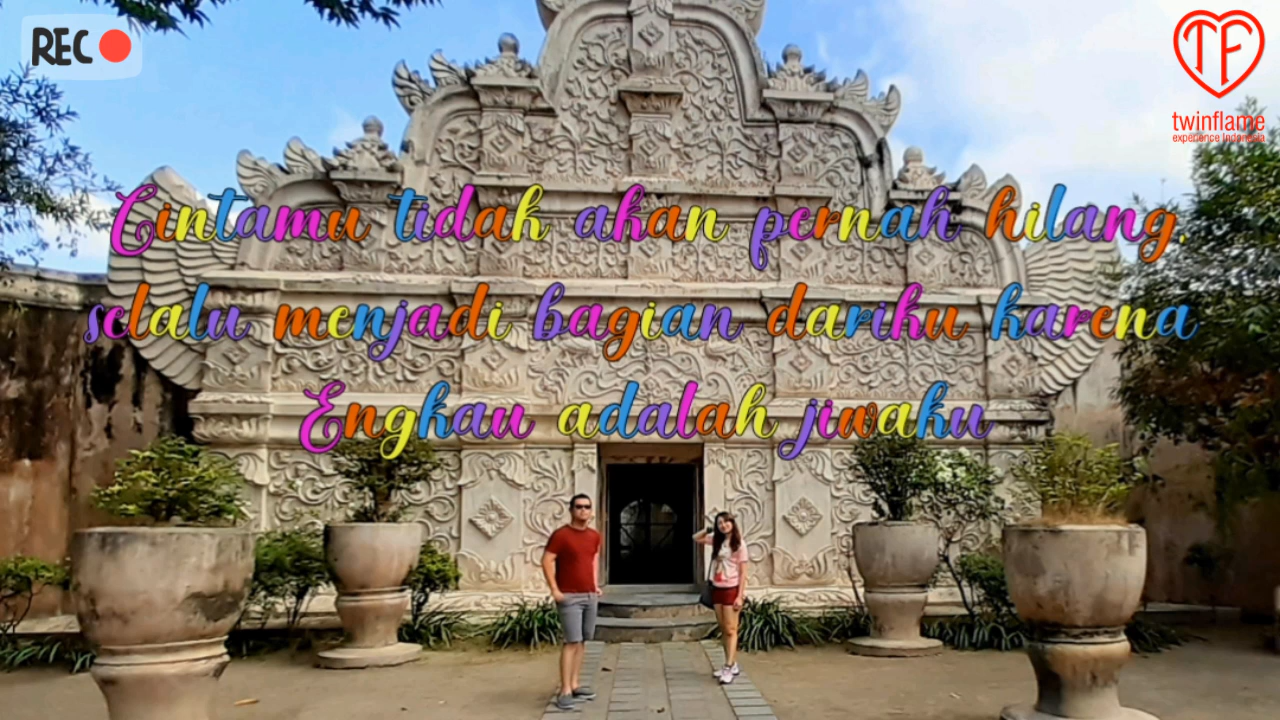 REC
TF
twinflame
experience Indonesia
Cintamu tidak akan pernah hilang,
selalu menjadi bagian dariku karena
Engkau adalah jiwaku